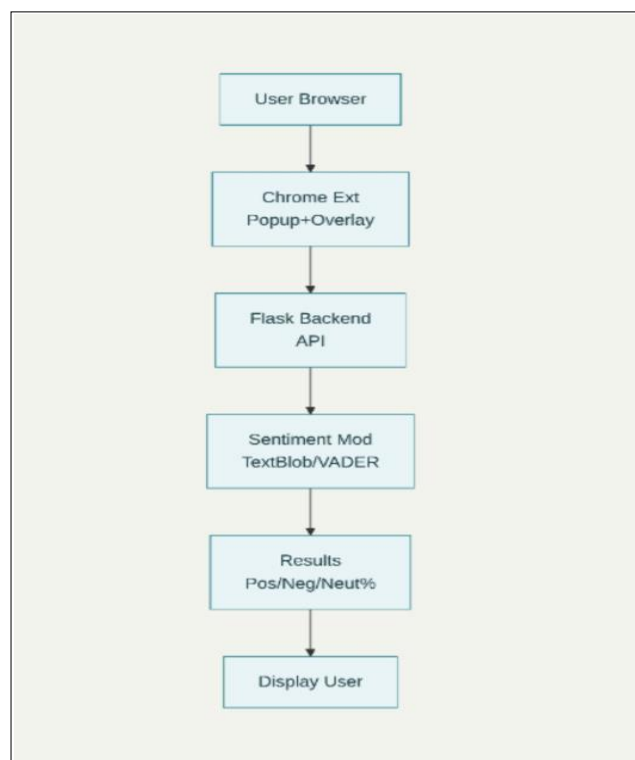 User Browser
Chrome Ext
Popup+Overlay
Flask Backend
API
Sentiment Mod
TextBlob/VADER
Results
Pos/Neg/Neut%
Display User